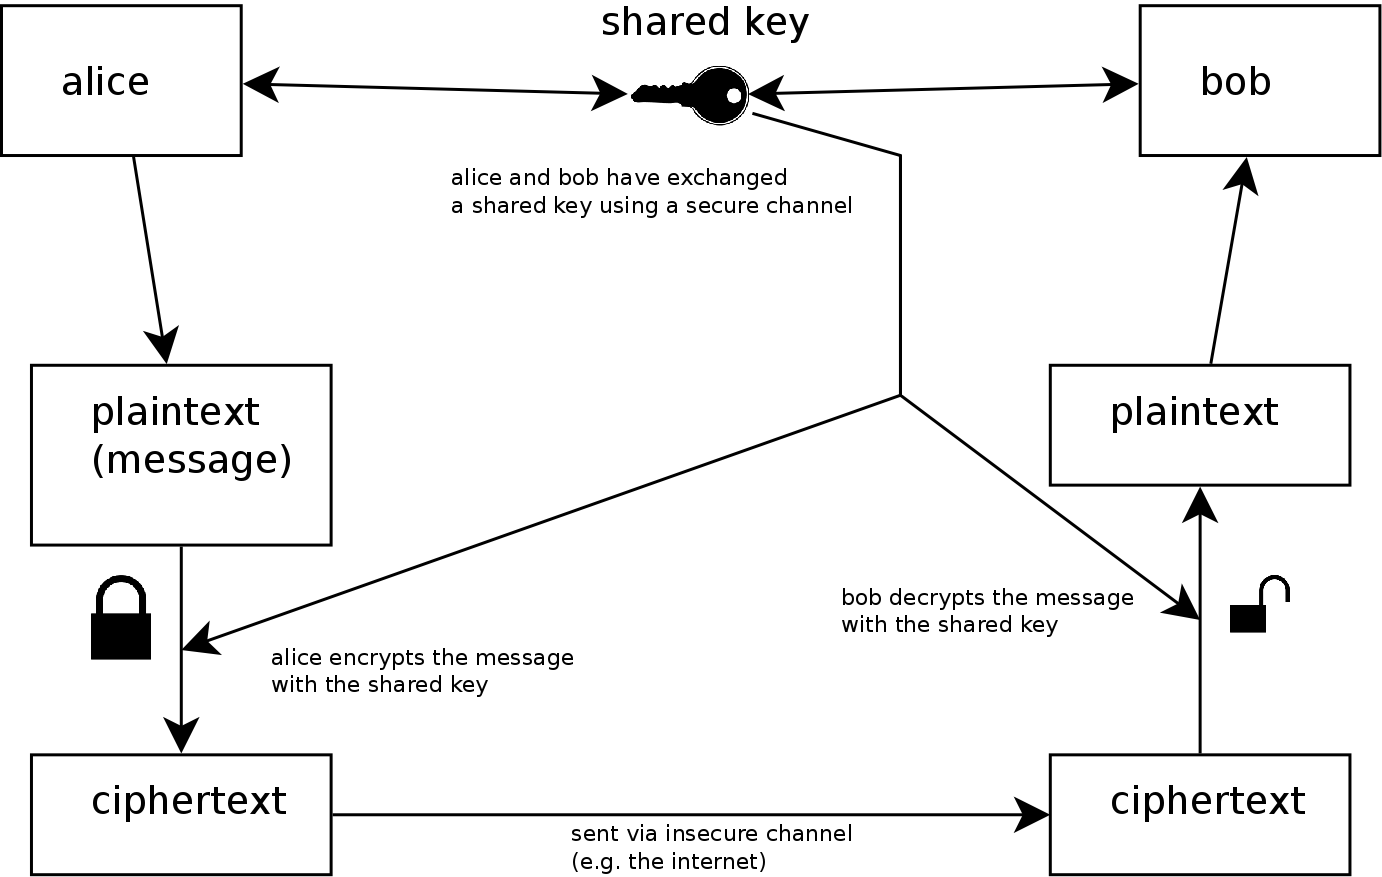 shared key
alice
bob
alice and bob have exchanged
a shared key using a secure channel
plaintext
(message)
plaintext
bob decrypts the message
with the shared key
alice encrypts the message
with the shared key
ciphertext
ciphertext
sent via insecure channel
(e.g. the internet)